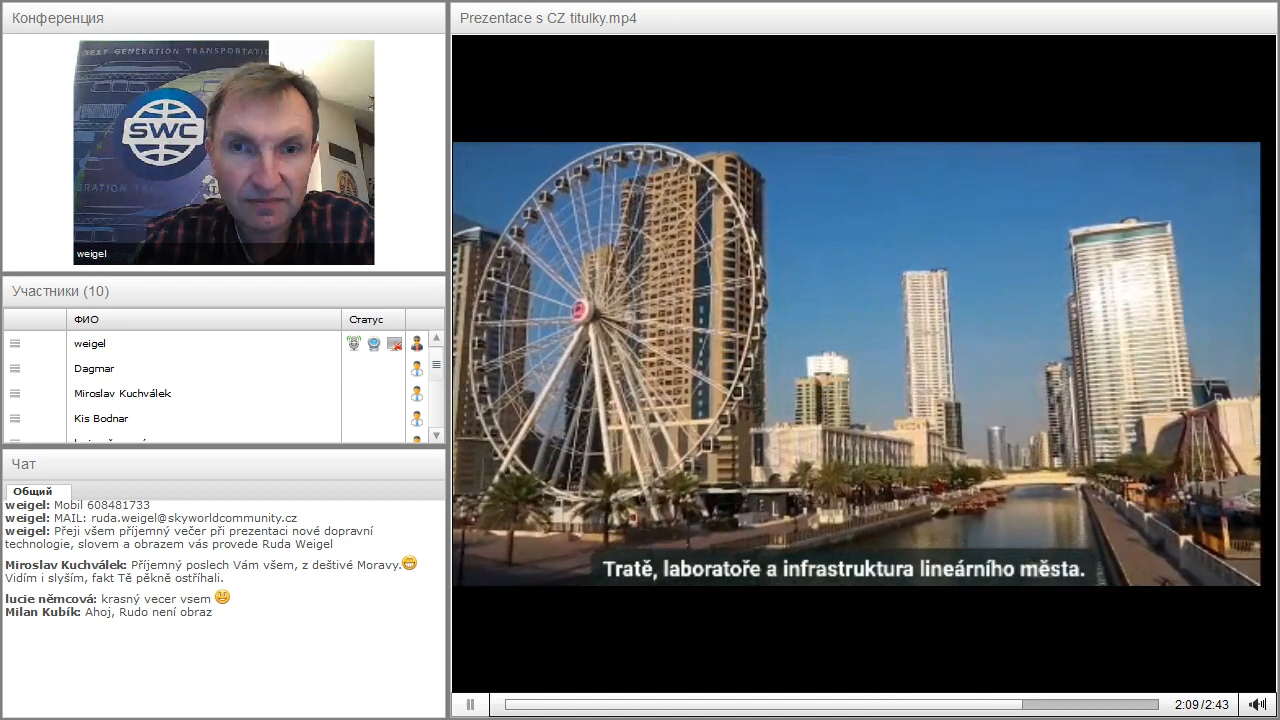 Конференция
NEXT GENERATION TRANSPORTATIO
SWC
weigel
Участники (10)
ФИО
Статус
weigel
Dagmar
Miroslav Kuchválek
Kis Bodnar
Чат
Общий
weigel: Mobil 608481733
weigel: MAIL: ruda.weigel@skyworldcommunity.cz
weigel: Přeji všem příjemný večer při prezentaci nové dopravní
technologie, slovem a obrazem vás provede Ruda Weigel
Miroslav Kuchválek: Příjemný poslech Vám všem, z deštivé Moravy.
Vidím i slyším, fakt Tě pěkně ostříhali.
lucie němcová: krasný vecer vsem
Milan Kubík: Ahoj, Rudo není obraz
Prezentace s CZ titulky.mp4
Tratě, laboratoře a infrastruktura lineárního města.
2:09/2:43